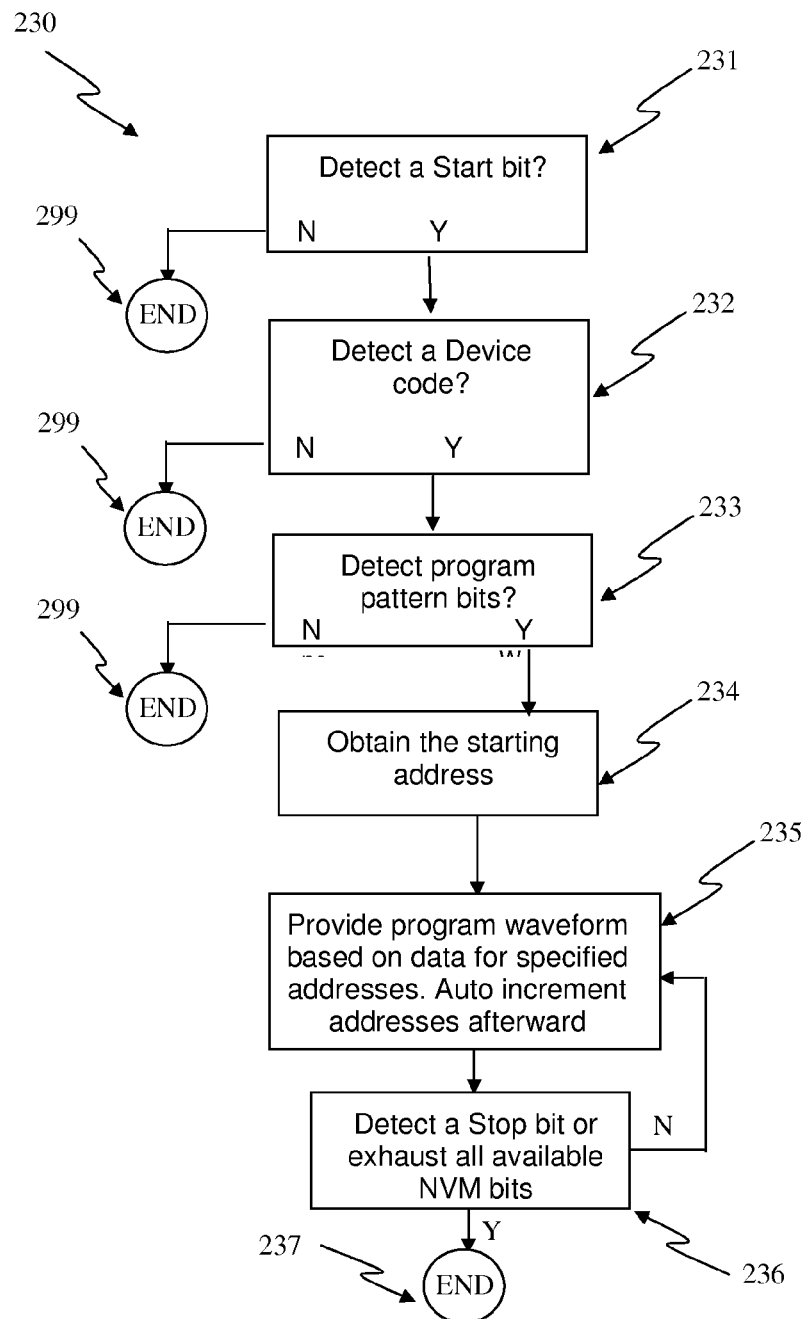 230
231
Detect a Start bit?
N Y
299
END
232
Detect a Device
code?
N Y
299
END
233
Detect program
pattern bits?
N Y
299
END
234
Obtain the starting
address
235
Provide program waveform
based on data for specified
addresses. Auto increment
addresses afterward
Detect a Stop bit or
exhaust all available
NVM bits
N
Y
237
END
236